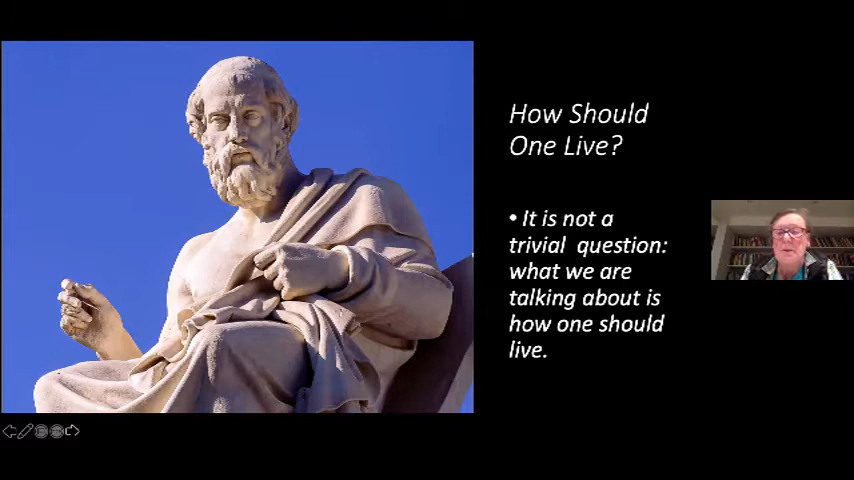 How Should
One Live?
• It is not a
trivial question:
what we are
talking about is
how one should
live.